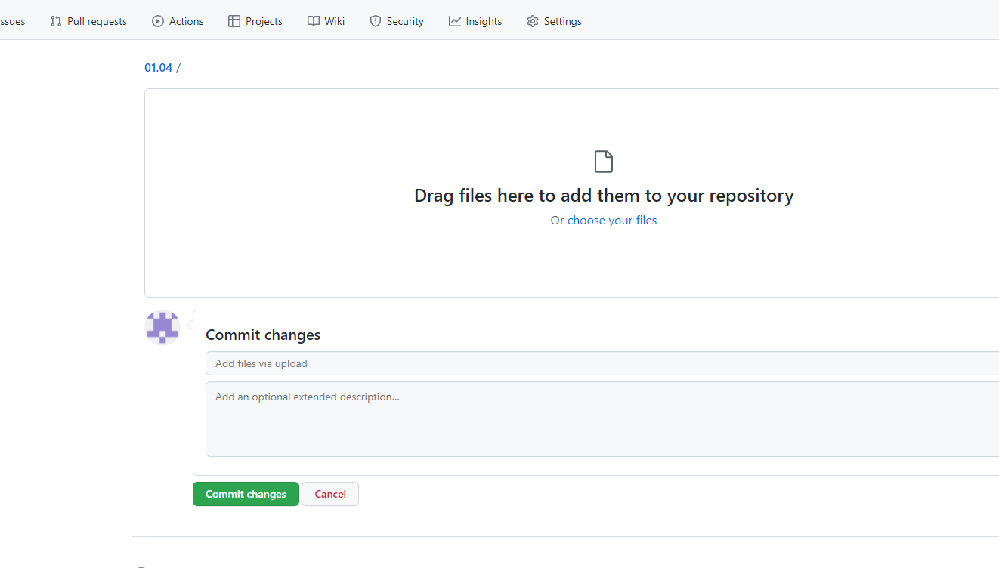 ssues Pull requests Actions Projects Wiki Security Insights Settings
01.04 /
Drag files here to add them to your repository
Or choose your files
Commit changes
Add files via upload
Add an optional extended description...
Commit changes Cancel